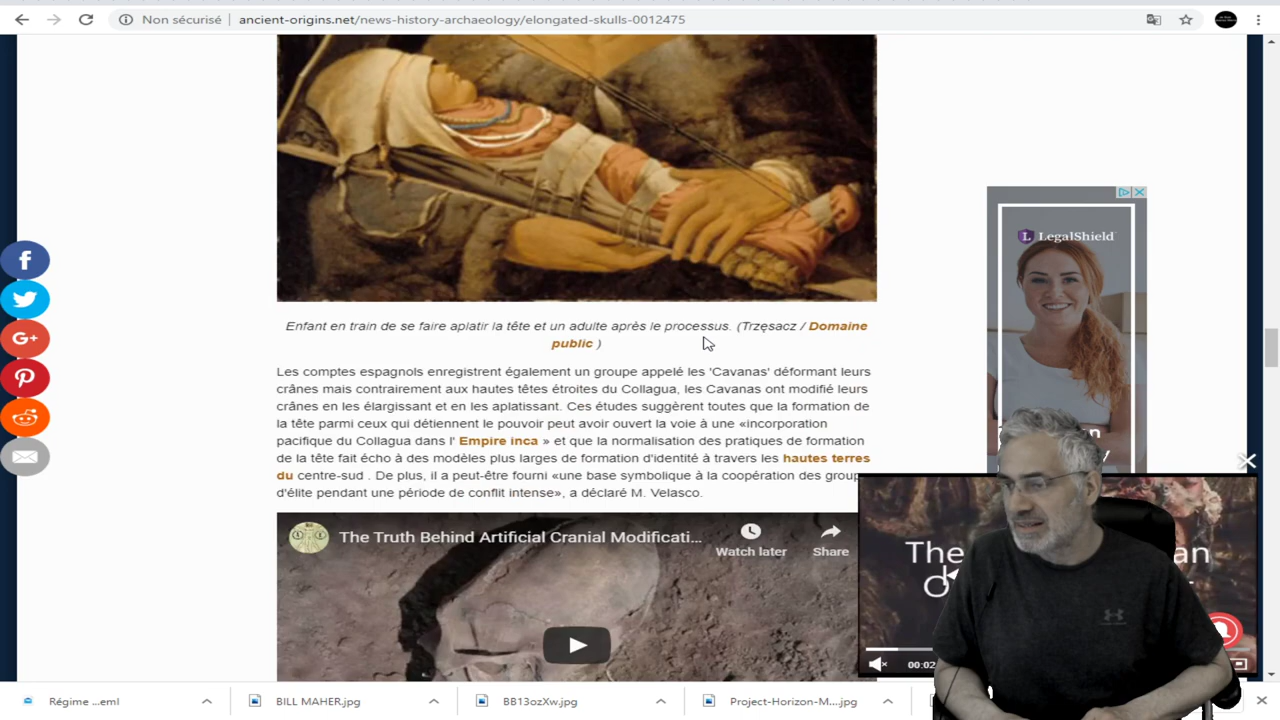 Non sécurisé
ancient-origins.net/news-history-archaeology/elongated-skulls-0012475
LegalShield
Enfant en train de se faire aplatir la tête et un adulte après le processus. (Trzęsacz / Domaine
public )
Les comptes espagnols enregistrent également un groupe appelé les 'Cavanas' déformant leurs
crânes mais contrairement aux hautes têtes étroites du Collagua, les Cavanas ont modifié leurs
crânes en les élargissant et en les aplatissant. Ces études suggèrent toutes que la formation de
la tête parmi ceux qui détiennent le pouvoir peut avoir ouvert la voie à une «incorporation
pacifique du Collagua dans l' Empire inca » et que la normalisation des pratiques de formation
de la tête fait écho à des modèles plus larges de formation d'identité à travers les hautes terres
du centre-sud . De plus, il a peut-être fourni «une base symbolique à la coopération des group
d'élite pendant une période de conflit intense», a déclaré M. Velasco.
The Truth Behind Artificial Cranial Modificati...
Watch later
Share
The
an
O
00:02
Régime ...eml
BILL MAHER.jpg
BB13ozXw.jpg
Project-Horizon-M....jpg